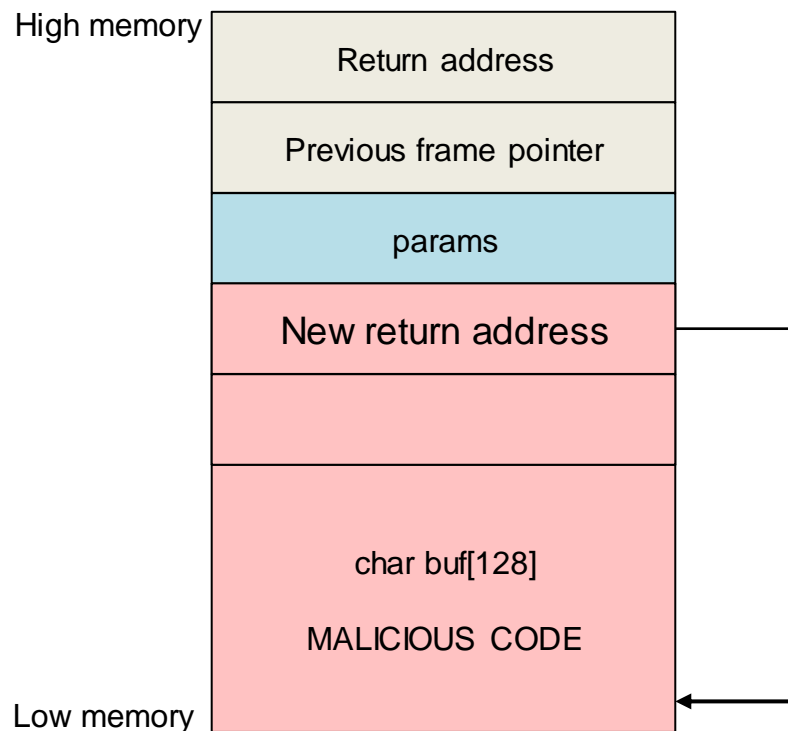 High memory
Return address
Previous frame pointer
params
New return address
char buf[128]
MALICIOUS CODE
Low memory